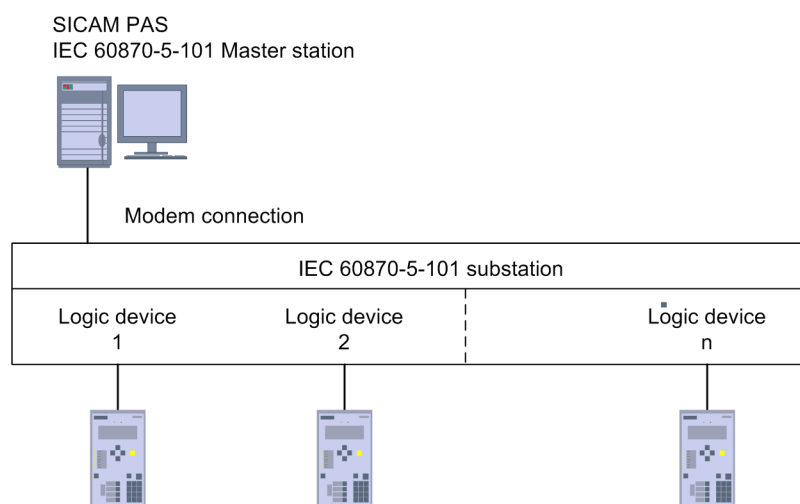 SICAM PAS
IEC 60870-5-101 Master station
Modem connection
IEC 60870-5-101 substation
Logic device
1
Logic device
2
Logic device
n